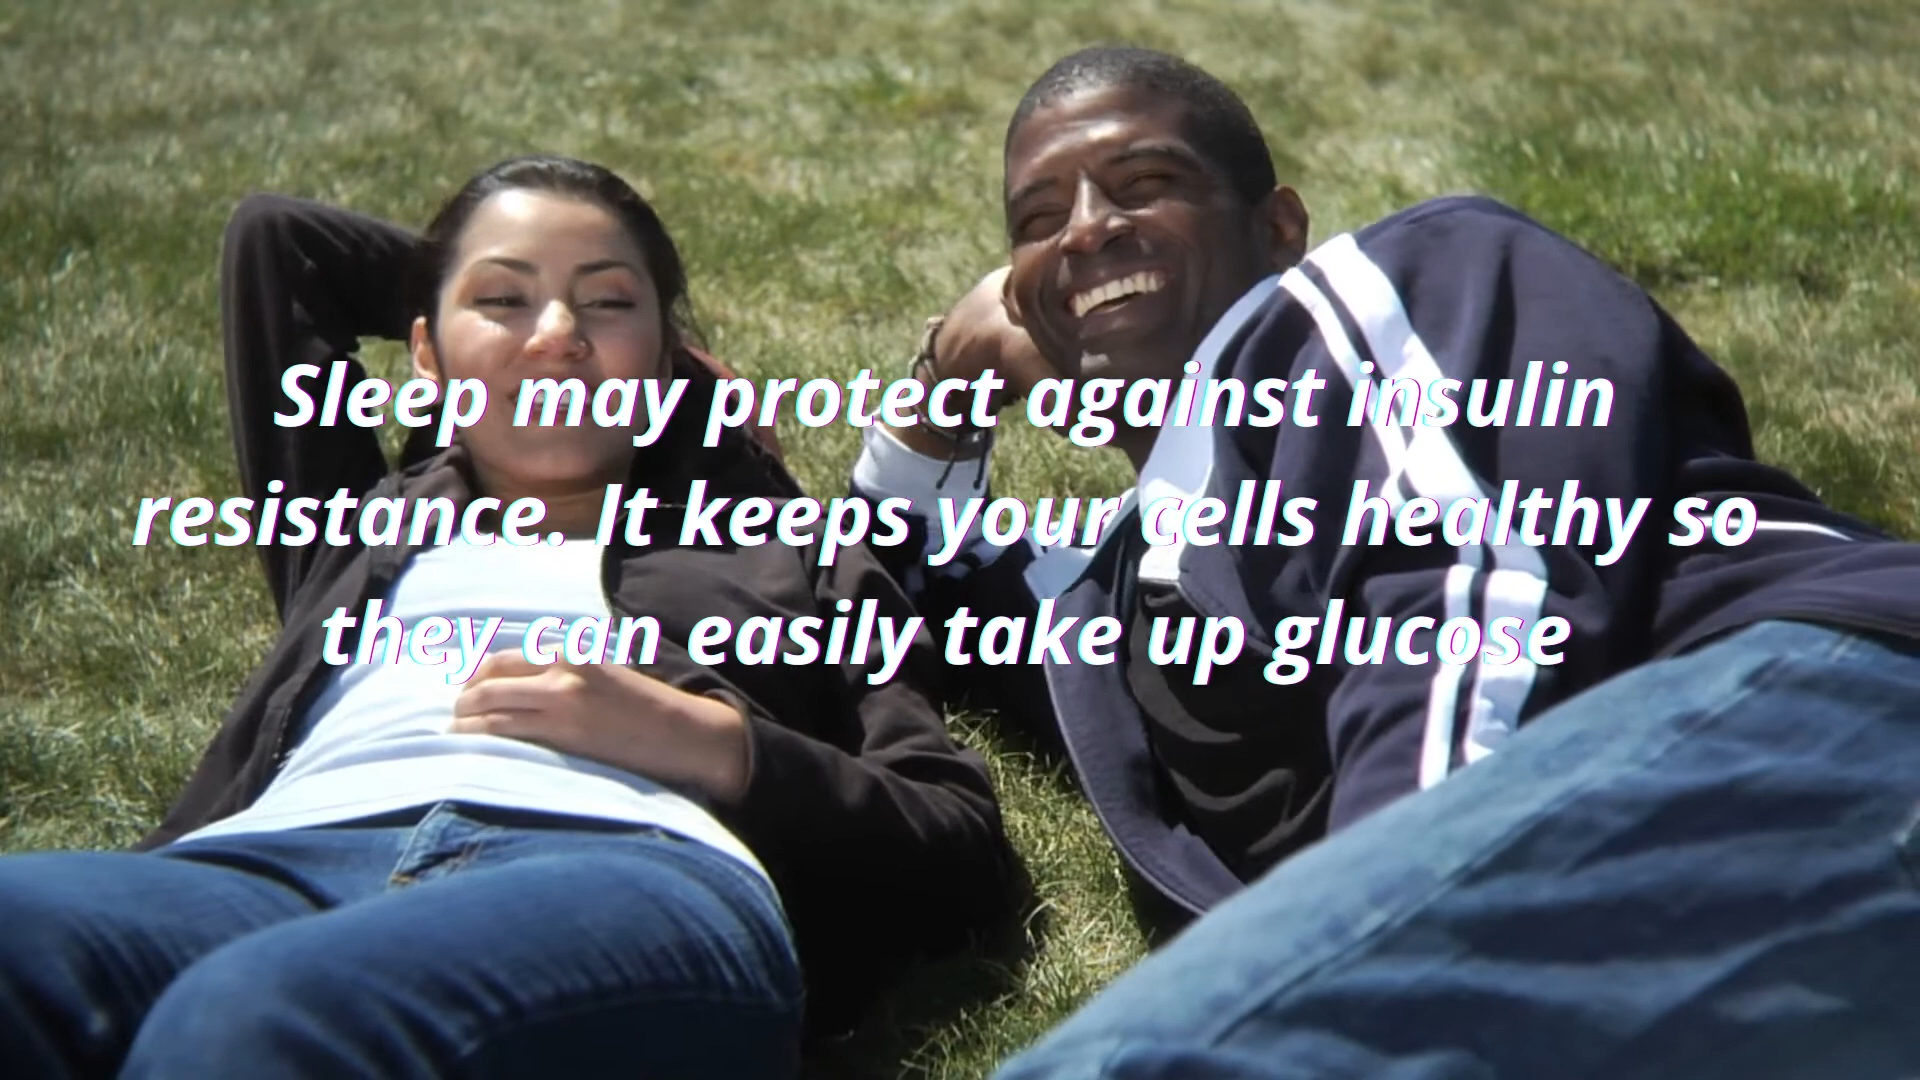 Sleep may protect against insulin
resistance. It keeps your cells healthy so
they can easily take up glucose